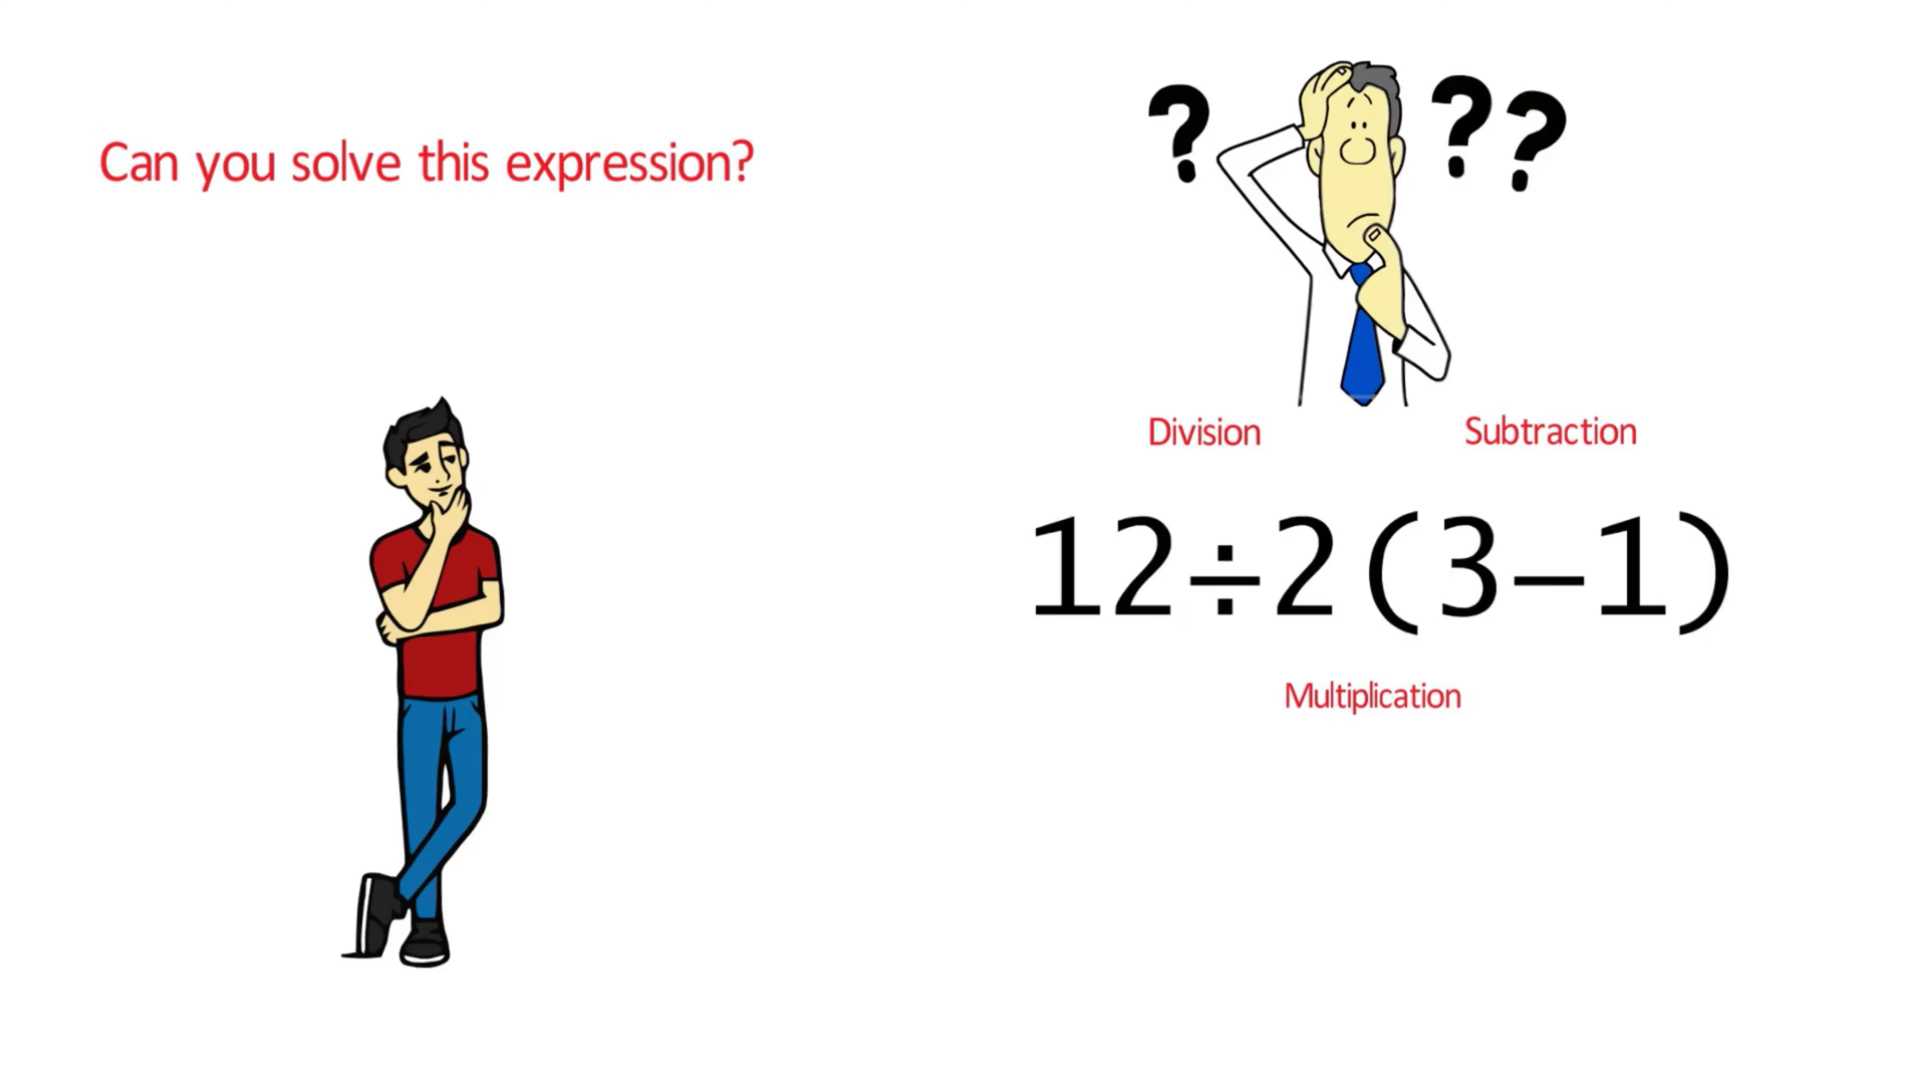 Can you solve this expression?
? ??
Division Subtraction
12÷2(3−1)
Multiplication